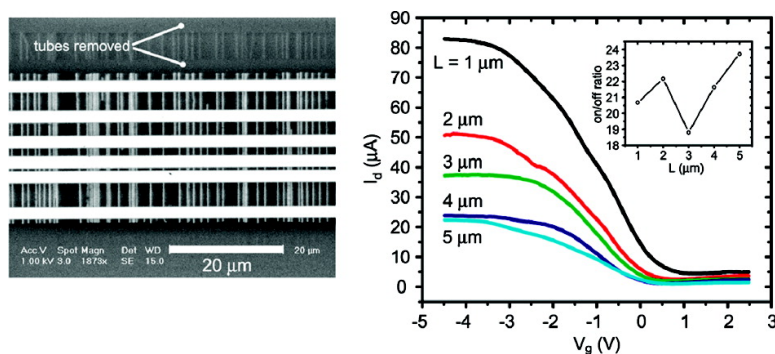 tubes removed
Acc.V Spot Magn Det WD
1.00 kV 3.0 1873x SE 15.0
20 µm
20 µm
I_d (µA)
90
80
70
60
50
40
30
20
10
0
L = 1 µm
2 µm
3 µm
4 µm
5 µm
on/off ratio
24
23
22
21
20
19
18
1 2 3 4 5
L (µm)
-5 -4 -3 -2 -1 0 1 2 3
V_g (V)